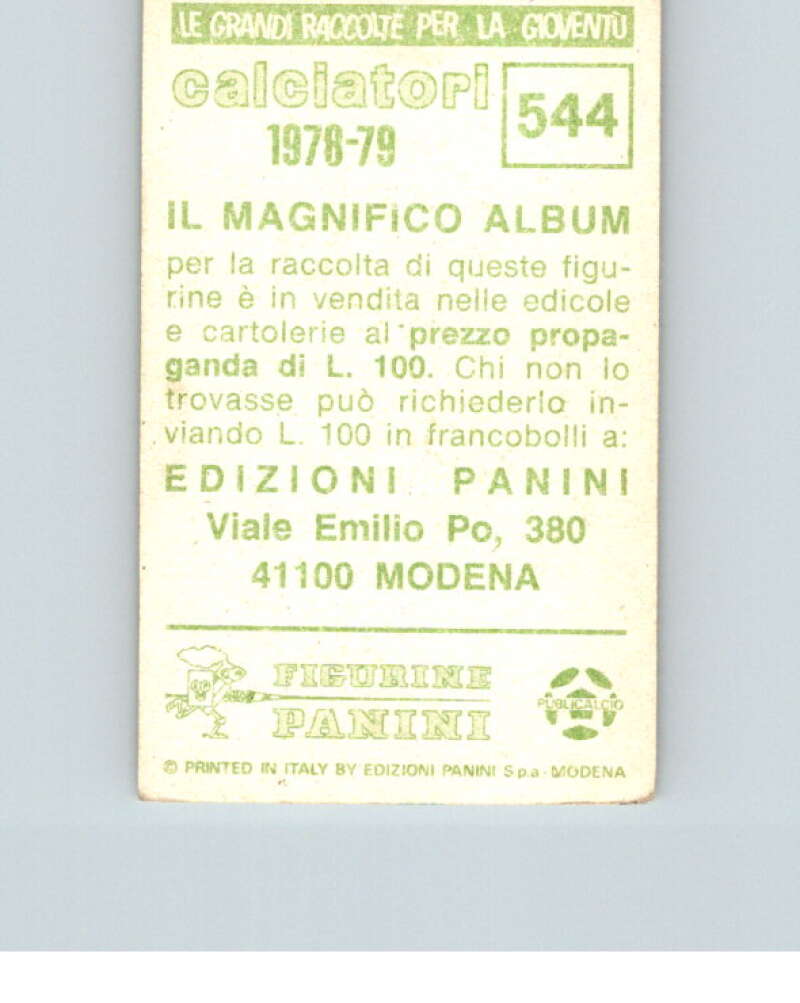 LE GRANDI RACCOLTE PER LA GIOVENTÙ
calciatori
1978-79
544
IL MAGNIFICO ALBUM
per la raccolta di queste figu-
rine è in vendita nelle edicole
e cartolerie al prezzo propa-
ganda di L. 100. Chi non lo
trovasse può richiederlo in-
viando L. 100 in francobolli a:
EDIZIONI PANINI
Viale Emilio Po, 380
41100 MODENA
FIGURINE
PANINI
PUBLICALCIO
© PRINTED IN ITALY BY EDIZIONI PANINI S.p.a - MODENA